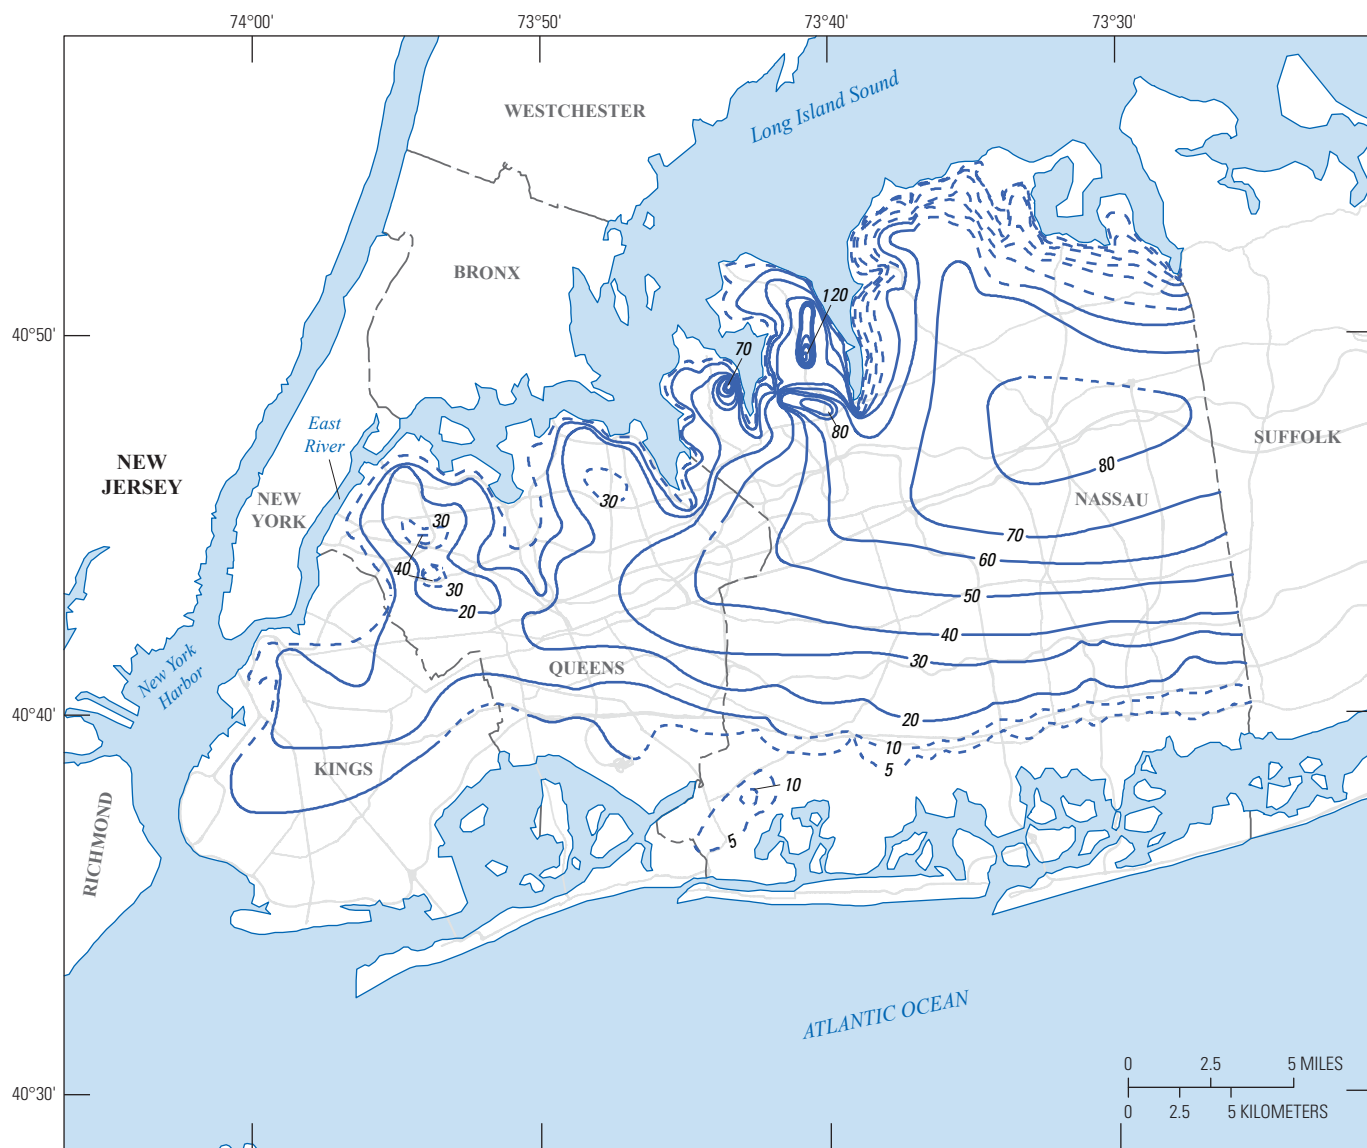 74°00'
73°50'
73°40'
73°30'
WESTCHESTER
Long Island Sound
BRONX
120
40°50'
70
East
River
80
SUFFOLK
NEW
JERSEY
80
NEW
YORK
30
NASSAU
30
70
60
40
30
50
20
40
30
New York
Harbor
QUEENS
40°40'
20
10
KINGS
5
10
RICHMOND
5
ATLANTIC OCEAN
0 2.5 5 MILES
40°30'
0 2.5 5 KILOMETERS